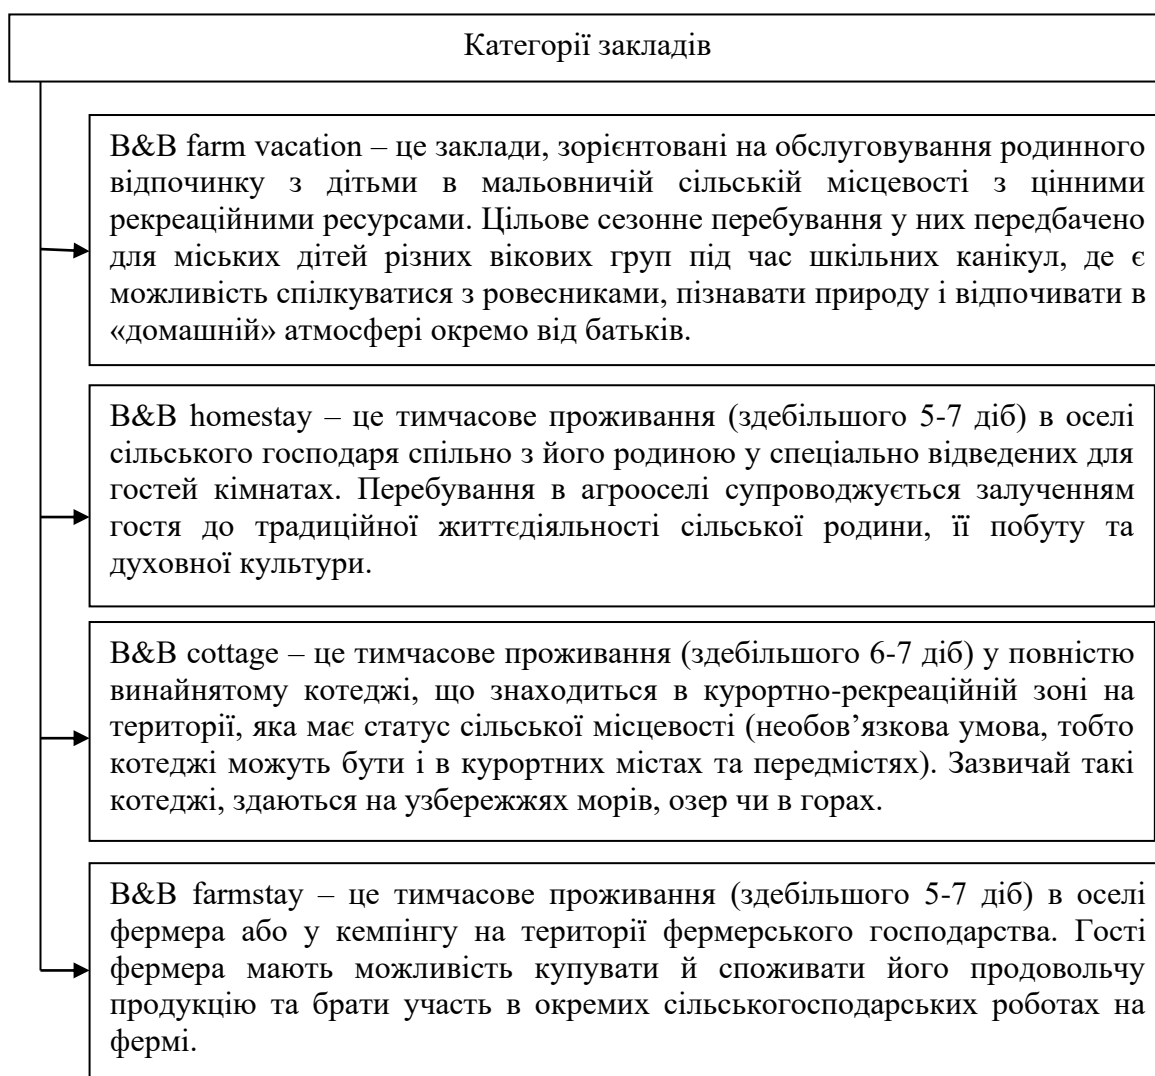 Категорії закладів
B&B farm vacation – це заклади, зорієнтовані на обслуговування родинного
відпочинку з дітьми в мальовничій сільській місцевості з цінними
рекреаційними ресурсами. Цільове сезонне перебування у них передбачено
для міських дітей різних вікових груп під час шкільних канікул, де є
можливість спілкуватися з ровесниками, пізнавати природу і відпочивати в
«домашній» атмосфері окремо від батьків.
B&B homestay – це тимчасове проживання (здебільшого 5-7 діб) в оселі
сільського господаря спільно з його родиною у спеціально відведених для
гостей кімнатах. Перебування в агрооселі супроводжується залученням
гостя до традиційної життєдіяльності сільської родини, її побуту та
духовної культури.
B&B cottage – це тимчасове проживання (здебільшого 6-7 діб) у повністю
винайнятому котеджі, що знаходиться в курортно-рекреаційній зоні на
території, яка має статус сільської місцевості (необов’язкова умова, тобто
котеджі можуть бути і в курортних містах та передмістях). Зазвичай такі
котеджі, здаються на узбережжях морів, озер чи в горах.
B&B farmstay – це тимчасове проживання (здебільшого 5-7 діб) в оселі
фермера або у кемпінгу на території фермерського господарства. Гості
фермера мають можливість купувати й споживати його продовольчу
продукцію та брати участь в окремих сільськогосподарських роботах на
фермі.